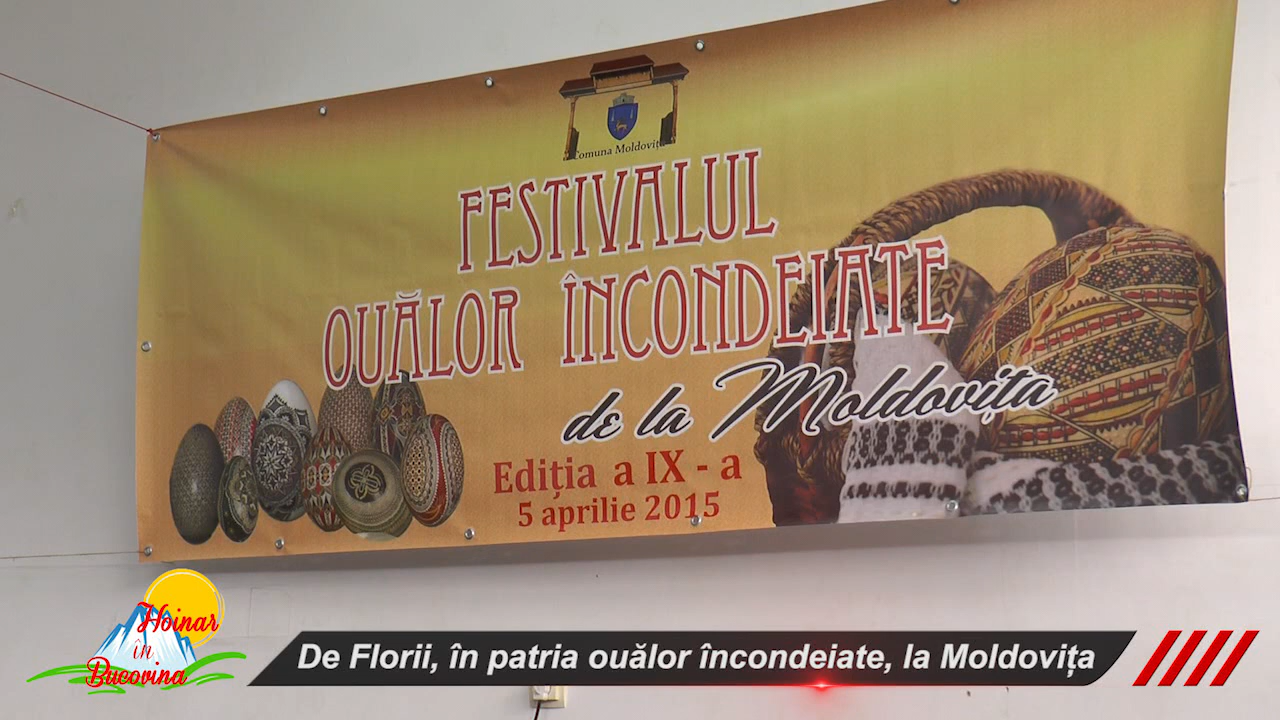 Comuna Moldovița
FESTIVALUL
OUĂLOR ÎNCONDEIATE
de la Moldovița
Ediția a IX - a
5 aprilie 2015
Hoinar
în
Bucovina
De Florii, în patria ouălor încondeiate, la Moldovița